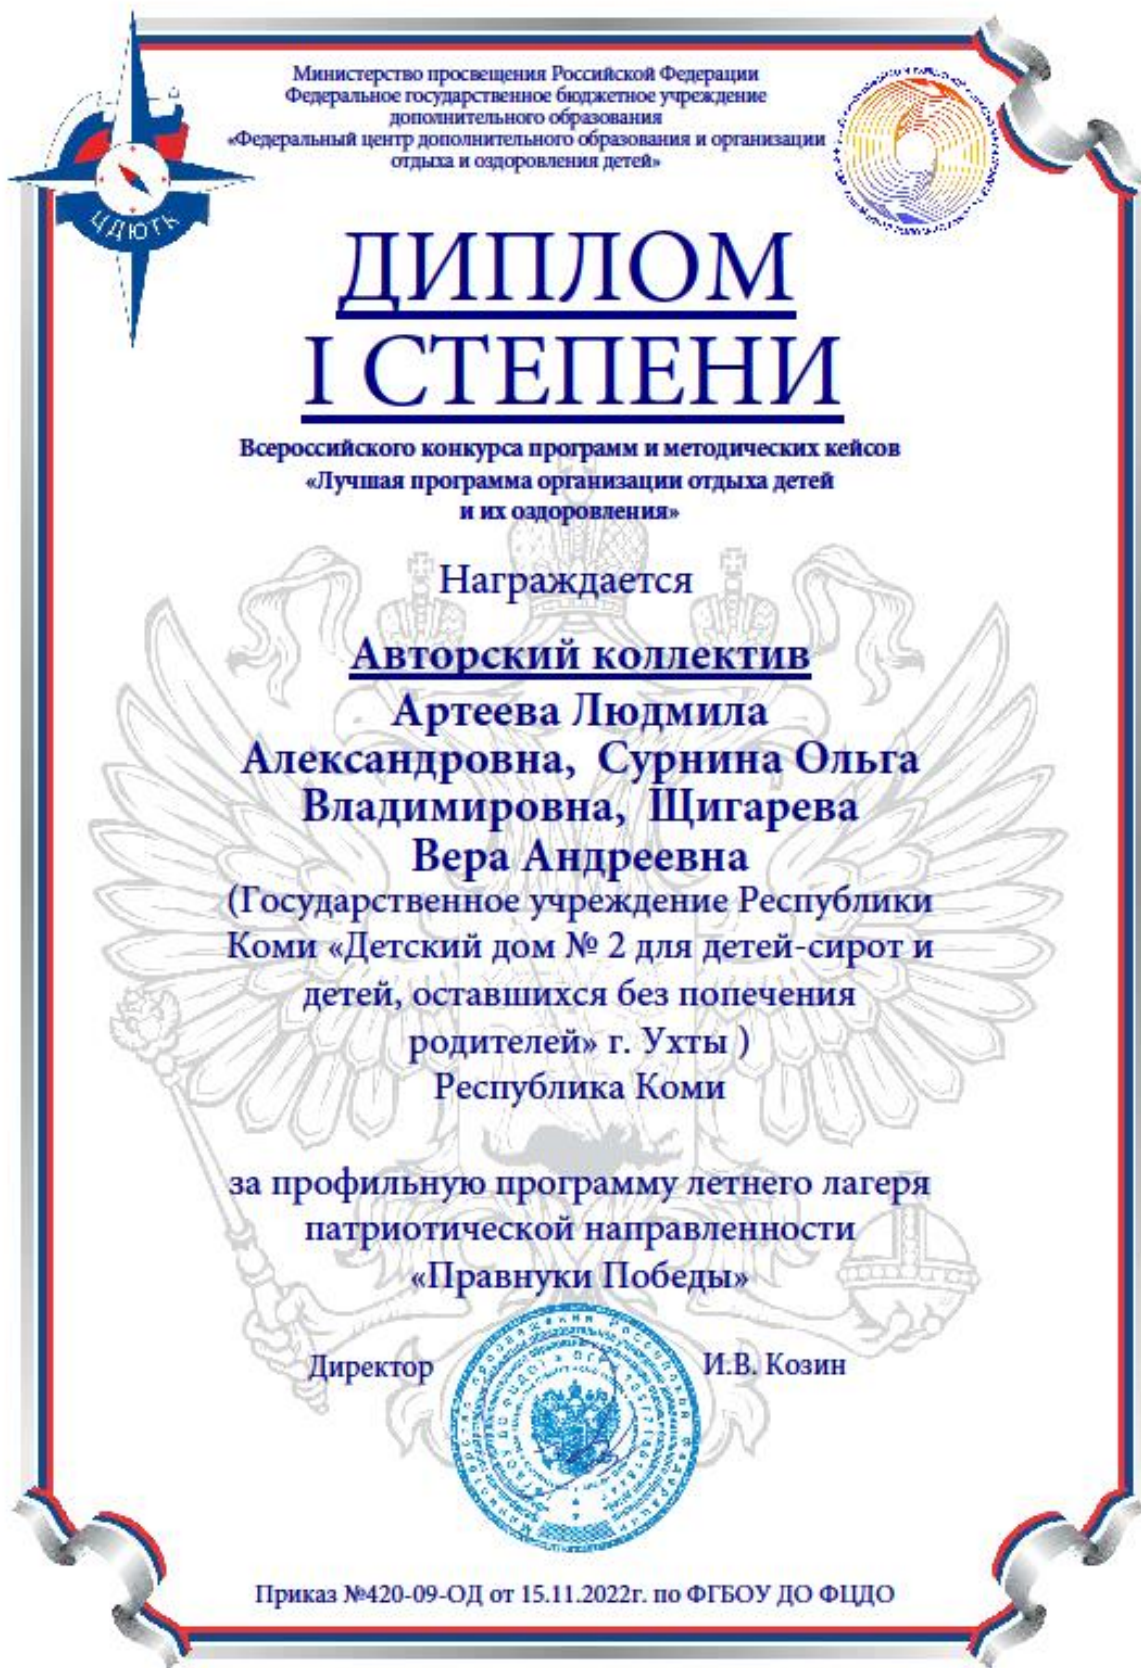 Министерство просвещения Российской Федерации
Федеральное государственное бюджетное учреждение
дополнительного образования
«Федеральный центр дополнительного образования и организации
отдыха и оздоровления детей»
ЦДЮТК
ДИПЛОМ
I СТЕПЕНИ
Всероссийского конкурса программ и методических кейсов
«Лучшая программа организации отдыха детей
и их оздоровления»
Награждается
Авторский коллектив
Артеева Людмила
Александровна, Сурнина Ольга
Владимировна, Щигарева
Вера Андреевна
(Государственное учреждение Республики
Коми «Детский дом № 2 для детей-сирот и
детей, оставшихся без попечения
родителей» г. Ухты )
Республика Коми
за профильную программу летнего лагеря
патриотической направленности
«Правнуки Победы»
Директор
И.В. Козин
Министерство просвещения Российской Федерации
Приказ №420-09-ОД от 15.11.2022г. по ФГБОУ ДО ФЦДО